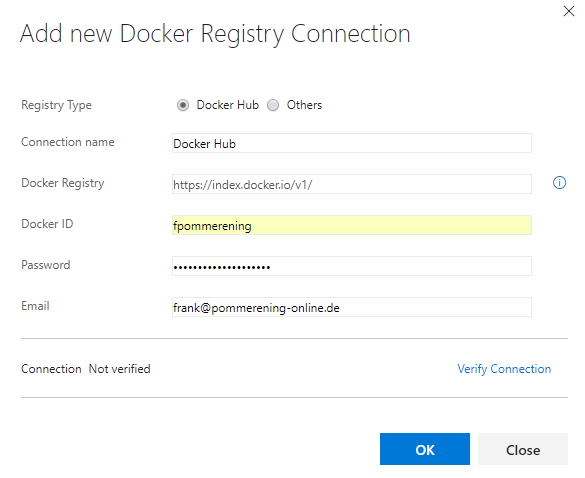 Add new Docker Registry Connection
Registry Type Docker Hub Others
Connection name Docker Hub
Docker Registry https://index.docker.io/v1/
Docker ID fpommerening
Password ••••••••••••••••••••
Email frank@pommerening-online.de
Connection Not verified Verify Connection
OK Close